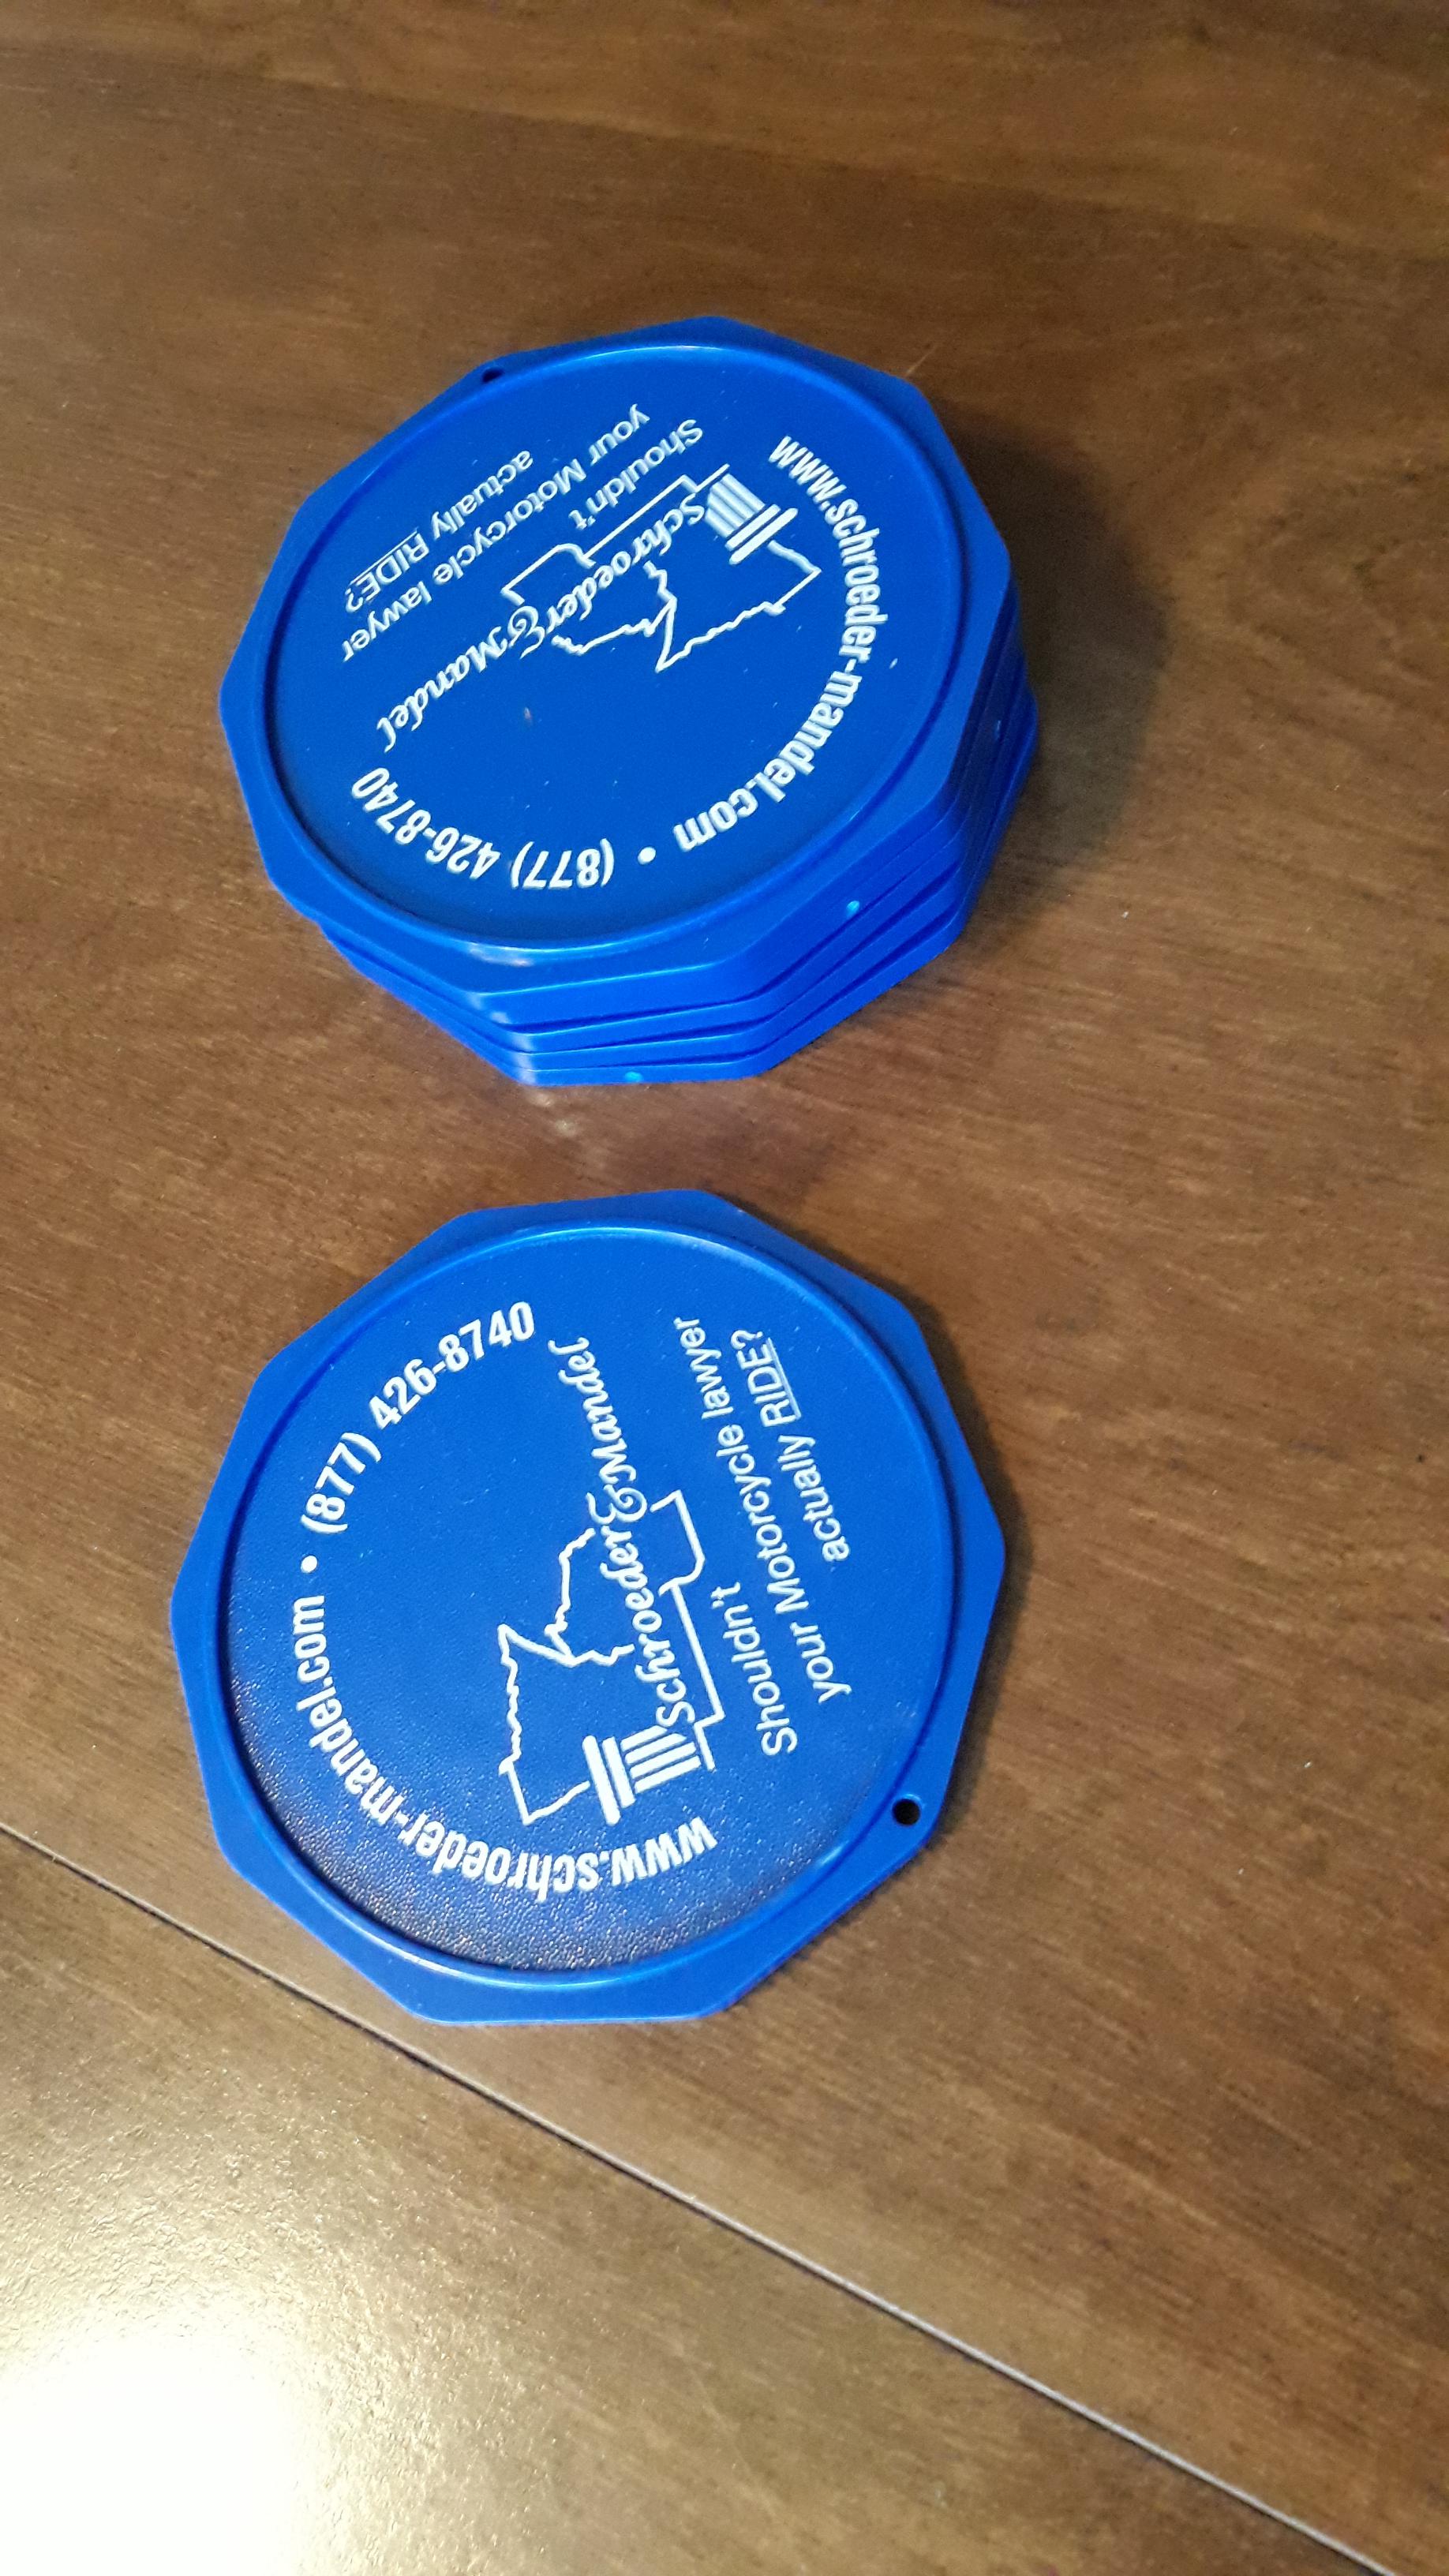 www.schroeder-mandel.com • (877) 426-8740
Schroeder & Mandel
Shouldn't
your Motorcycle lawyer
actually RIDE?
www.schroeder-mandel.com • (877) 426-8740
Schroeder & Mandel
Shouldn't
your Motorcycle lawyer
actually RIDE?